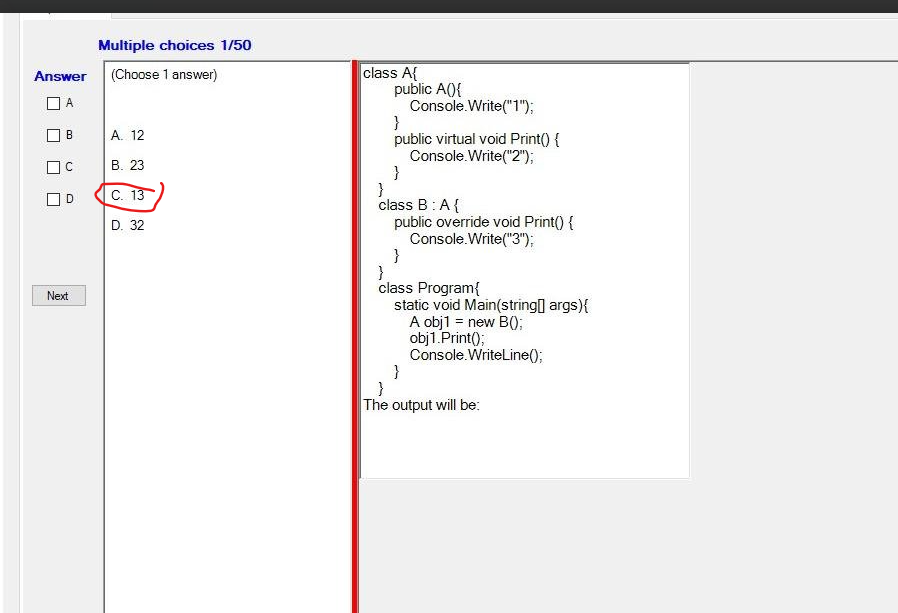 Multiple choices 1/50
Answer
A
B
C
D
Next
(Choose 1 answer)
A. 12
B. 23
C. 13
D. 32
class A{
public A(){
Console.Write("1");
}
public virtual void Print() {
Console.Write("2");
}
}
class B : A {
public override void Print() {
Console.Write("3");
}
}
class Program{
static void Main(string[] args){
A obj1 = new B();
obj1.Print();
Console.WriteLine();
}
}
The output will be: